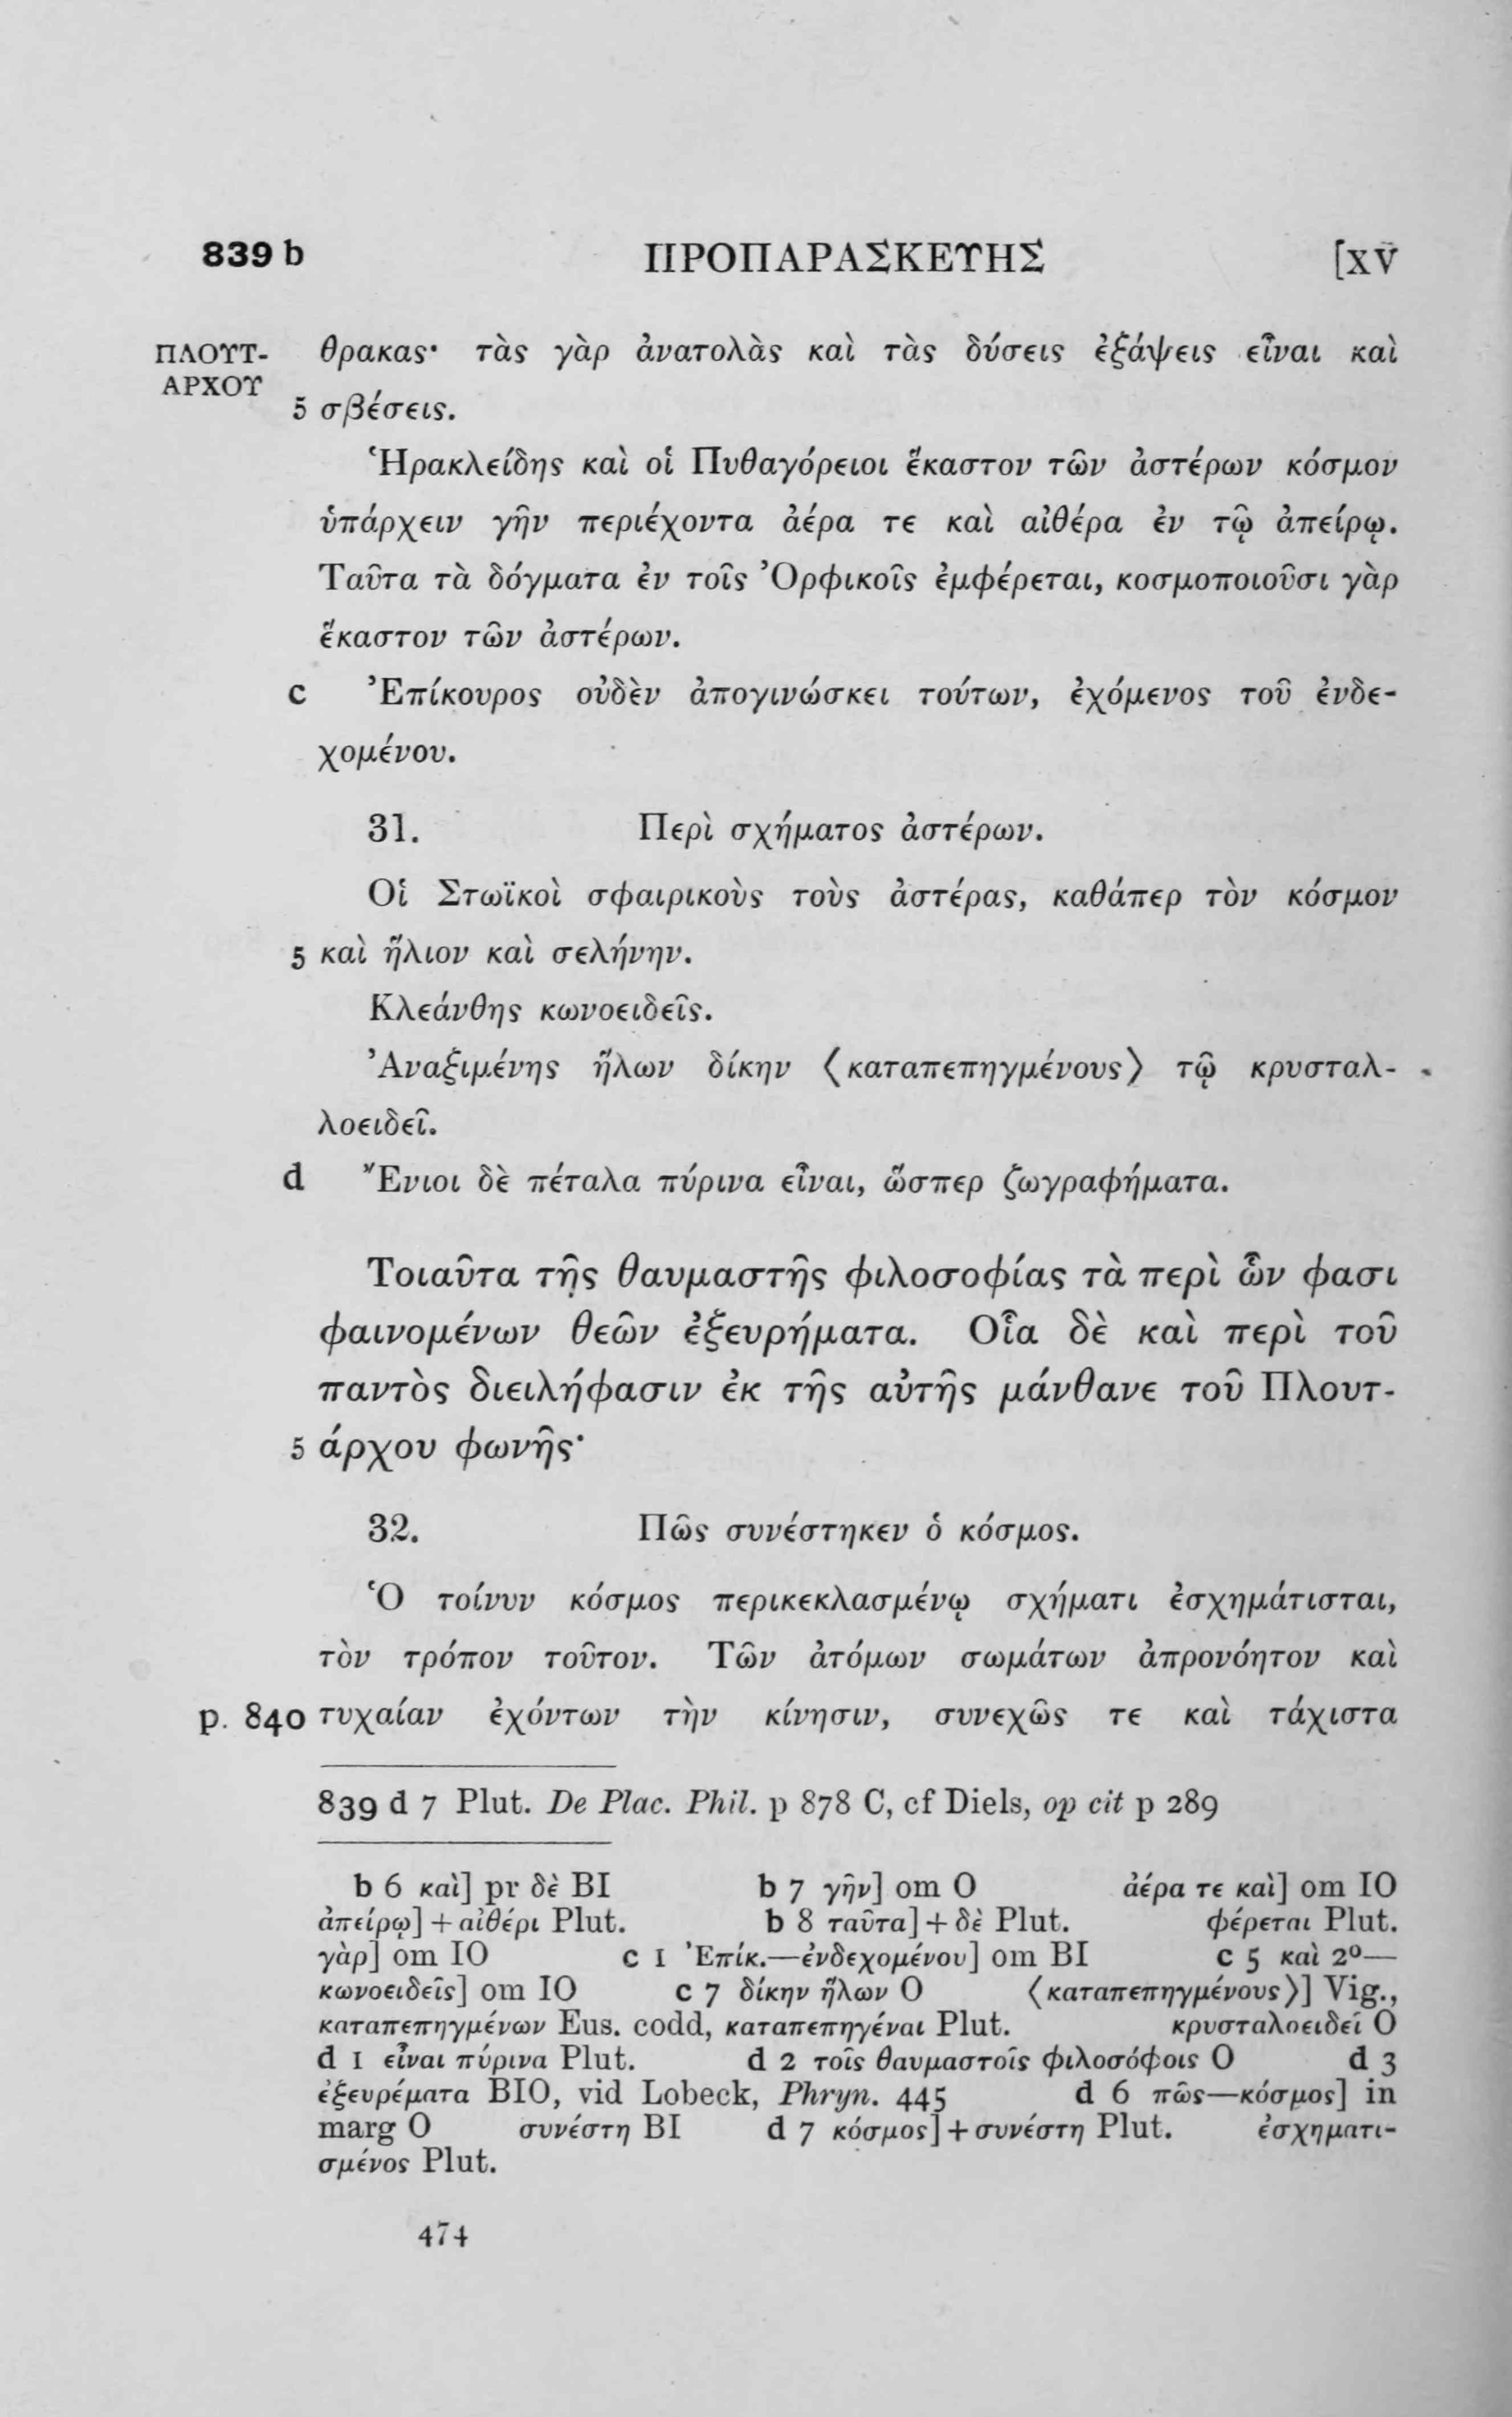 839 b ΠΡΟΠΑΡΑΣΚΕΥΗΣ [XV
ΠΛΟΥΤ- θρακας· τὰς γὰρ ἀνατολὰς καὶ τὰς δύσεις ἐξάψεις εἶναι καὶ
ΑΡΧΟΥ
5 σβέσεις.
Ἡρακλείδης καὶ οἱ Πυθαγόρειοι ἕκαστον τῶν ἀστέρων κόσμον
ὑπάρχειν γῆν περιέχοντα ἀέρα τε καὶ αἰθέρα ἐν τῷ ἀπείρῳ.
Ταῦτα τὰ δόγματα ἐν τοῖς Ὀρφικοῖς ἐμφέρεται, κοσμοποιοῦσι γὰρ
ἕκαστον τῶν ἀστέρων.
c Ἐπίκουρος οὐδὲν ἀπογινώσκει τούτων, ἐχόμενος τοῦ ἐνδε-
χομένου.
31. Περὶ σχήματος ἀστέρων.
Οἱ Στωϊκοὶ σφαιρικοὺς τοὺς ἀστέρας, καθάπερ τὸν κόσμον
5 καὶ ἥλιον καὶ σελήνην.
Κλεάνθης κωνοειδεῖς.
Ἀναξιμένης ἥλων δίκην ⟨καταπεπηγμένους⟩ τῷ κρυσταλ-
λοειδεῖ.
d Ἔνιοι δὲ πέταλα πύρινα εἶναι, ὥσπερ ζωγραφήματα.
Τοιαῦτα τῆς θαυμαστῆς φιλοσοφίας τὰ περὶ ὧν φασι
φαινομένων θεῶν ἐξευρήματα. Οἷα δὲ καὶ περὶ τοῦ
παντὸς διειλήφασιν ἐκ τῆς αὐτῆς μάνθανε τοῦ Πλουτ-
5 άρχου φωνῆς·
32. Πῶς συνέστηκεν ὁ κόσμος.
Ὁ τοίνυν κόσμος περικεκλασμένῳ σχήματι ἐσχημάτισται,
τὸν τρόπον τοῦτον. Τῶν ἀτόμων σωμάτων ἀπρονόητον καὶ
p. 840 τυχαίαν ἐχόντων τὴν κίνησιν, συνεχῶς τε καὶ τάχιστα
839 d 7 Plut. De Plac. Phil. p 878 C, cf Diels, op cit p 289
b 6 καὶ] pr δὲ BI b 7 γῆν] om O ἀέρα τε καὶ] om IO
ἀπείρῳ] + αἰθέρι Plut. b 8 ταῦτα] + δὲ Plut. φέρεται Plut.
γὰρ] om IO c 1 Ἐπίκ.—ἐνδεχομένου] om BI c 5 καὶ 2º—
κωνοειδεῖς] om IO c 7 δίκην ἥλων O ⟨καταπεπηγμένους⟩] Vig.,
καταπεπηγμένων Eus. codd, καταπεπηγέναι Plut. κρυσταλοειδεί O
d 1 εἶναι πύρινα Plut. d 2 τοῖς θαυμαστοῖς φιλοσόφοις O d 3
ἐξευρέματα BIO, vid Lobeck, Phryn. 445 d 6 πῶς—κόσμος] in
marg O συνέστη BI d 7 κόσμος] + συνέστη Plut. ἐσχηματι-
σμένος Plut.
474